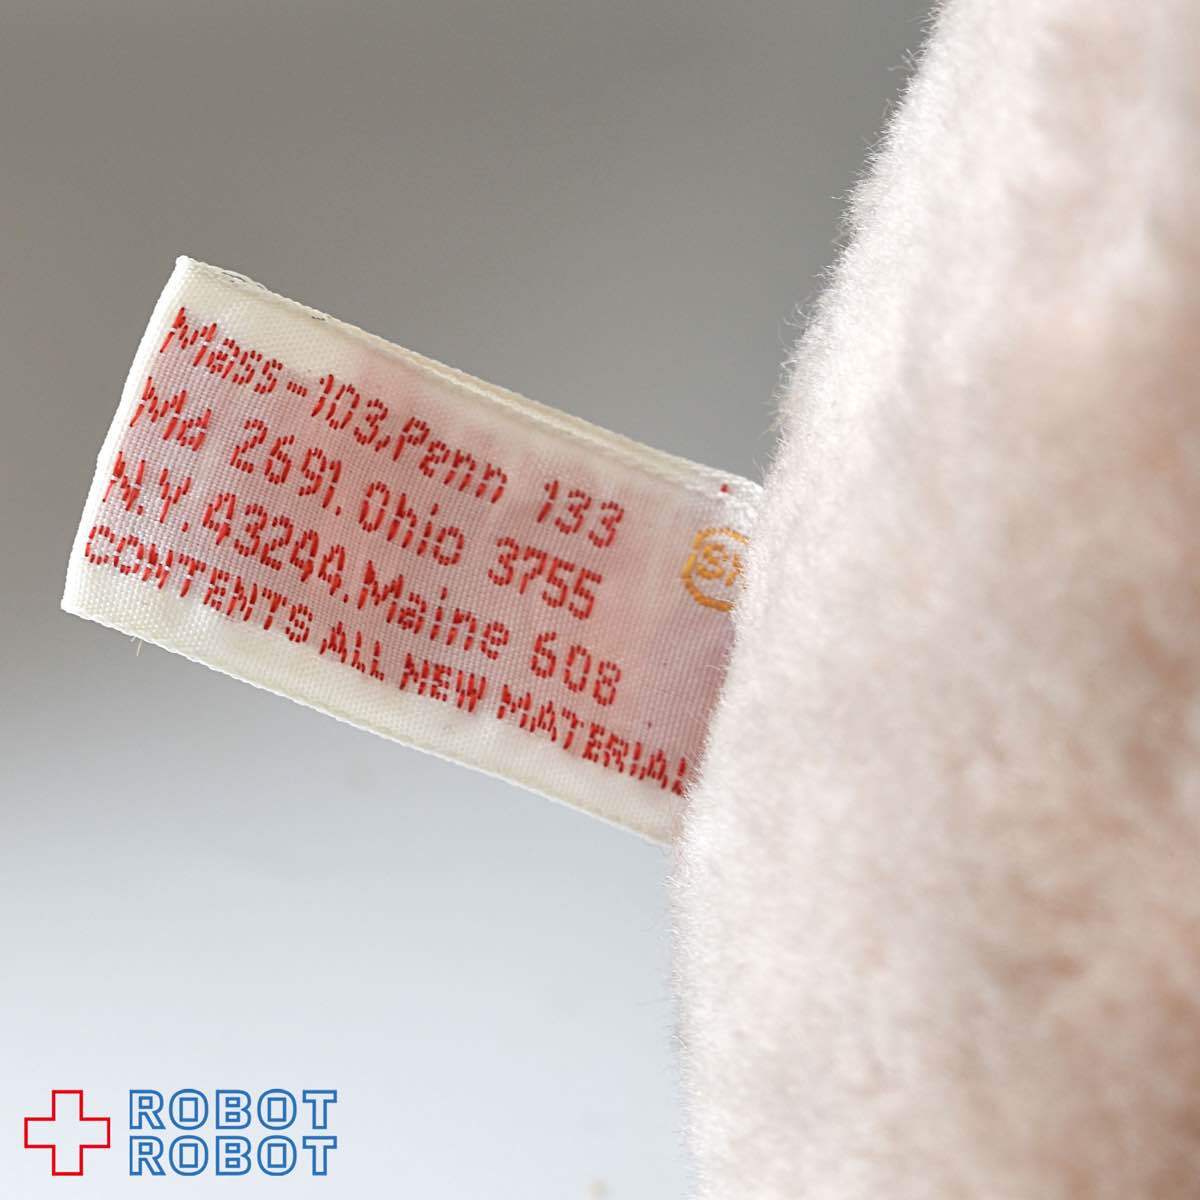 Mass-103,Penn 133
Md 2691.Ohio 3755
N.Y.43244.Maine 608
CONTENTS ALL NEW MATERIAL
ROBOT
ROBOT